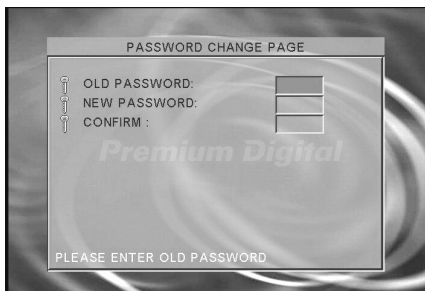 PASSWORD CHANGE PAGE
OLD PASSWORD:
NEW PASSWORD:
CONFIRM :
Premium Digital
PLEASE ENTER OLD PASSWORD